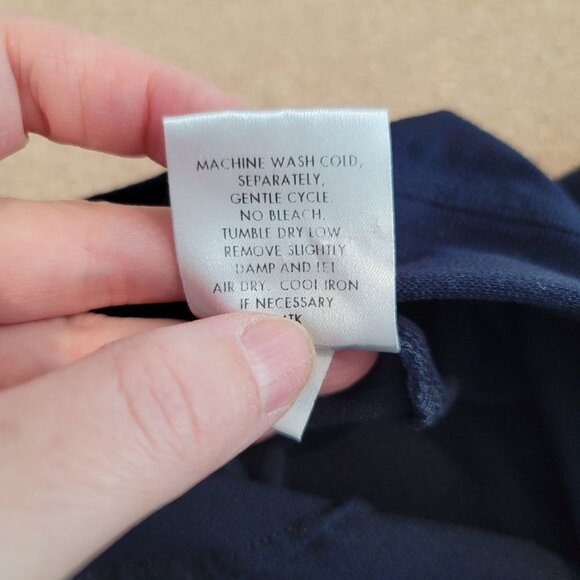 MACHINE WASH COLD,
SEPARATELY,
GENTLE CYCLE
NO BLEACH.
TUMBLE DRY LOW
REMOVE SLIGHTLY
DAMP AND LET
AIR DRY. COOL IRON
IF NECESSARY